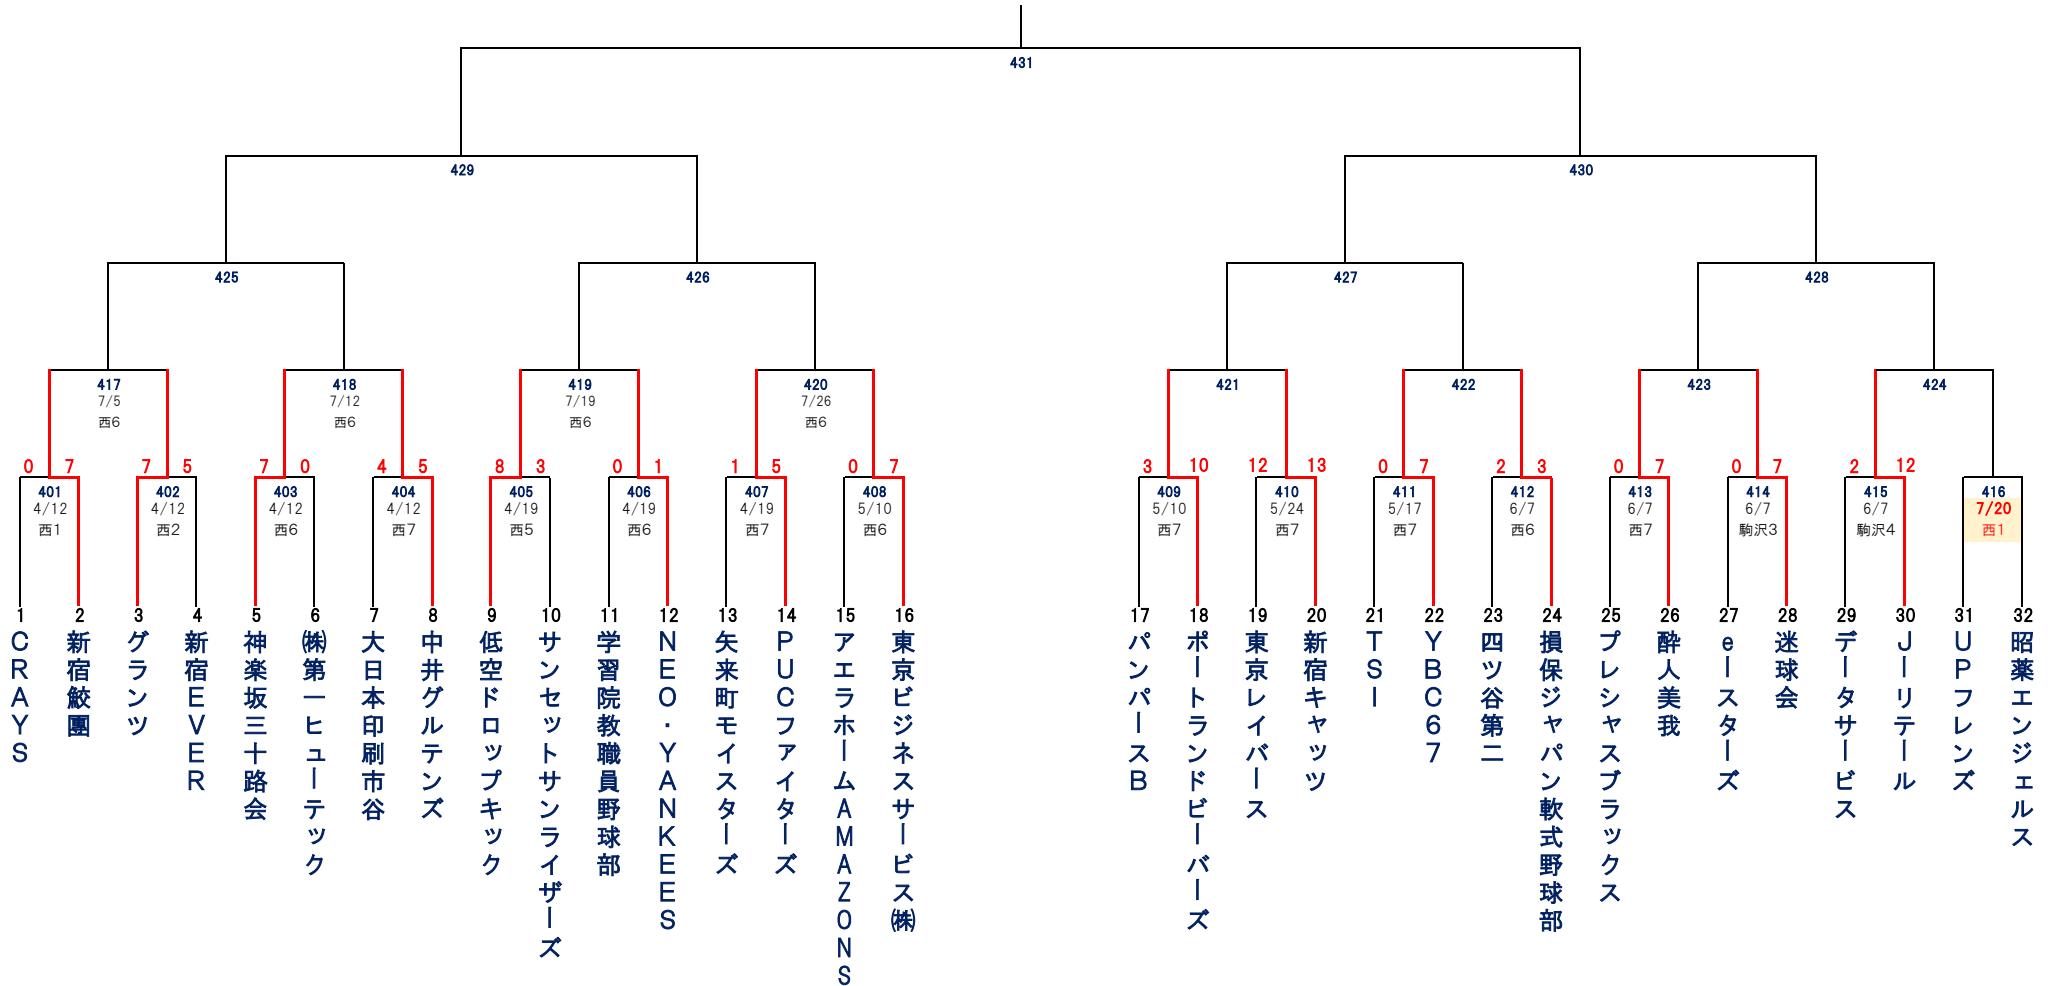 431
429
430
425
426
427
428
417
7/5
西6
418
7/12
西6
419
7/19
西6
420
7/26
西6
421
422
423
424
0 7
7 5
7 0
4 5
8 3
0 1
1 5
0 7
3 10
12 13
0 7
2 3
0 7
0 7
2 12
401
4/12
西1
402
4/12
西2
403
4/12
西6
404
4/12
西7
405
4/19
西5
406
4/19
西6
407
4/19
西7
408
5/10
西6
409
5/10
西7
410
5/24
西7
411
5/17
西7
412
6/7
西6
413
6/7
西7
414
6/7
駒沢3
415
6/7
駒沢4
416
7/20
西1
1
CRAYS
2
新宿鮫團
3
グランツ
4
新宿EVER
5
神楽坂三十路会
6
㈱第一ヒューテック
7
大日本印刷市谷
8
中井グルテンズ
9
低空ドロップキック
10
サンセットサンライザーズ
11
学習院教職員野球部
12
NEO・YANKEES
13
矢来町モイスターズ
14
PUCファイターズ
15
アエラホームAMAZONS
16
東京ビジネスサービス㈱
17
パンパースB
18
ポートランドビーバーズ
19
東京レイバース
20
新宿キャッツ
21
TSI
22
YBC67
23
四ツ谷第二
24
損保ジャパン軟式野球部
25
プレシャスブラックス
26
酔人美我
27
eースターズ
28
迷球会
29
データサービス
30
Jーリテール
31
UPフレンズ
32
昭薬エンジェルス